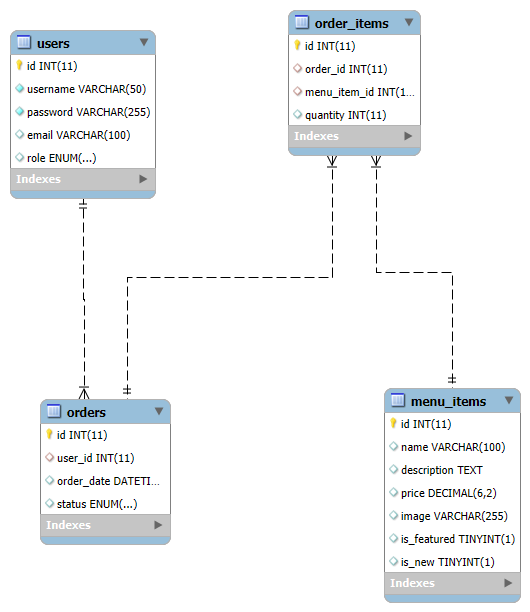 users
id INT(11)
username VARCHAR(50)
password VARCHAR(255)
email VARCHAR(100)
role ENUM(...)
Indexes
order_items
id INT(11)
order_id INT(11)
menu_item_id INT(1...
quantity INT(11)
Indexes
orders
id INT(11)
user_id INT(11)
order_date DATETI...
status ENUM(...)
Indexes
menu_items
id INT(11)
name VARCHAR(100)
description TEXT
price DECIMAL(6,2)
image VARCHAR(255)
is_featured TINYINT(1)
is_new TINYINT(1)
Indexes